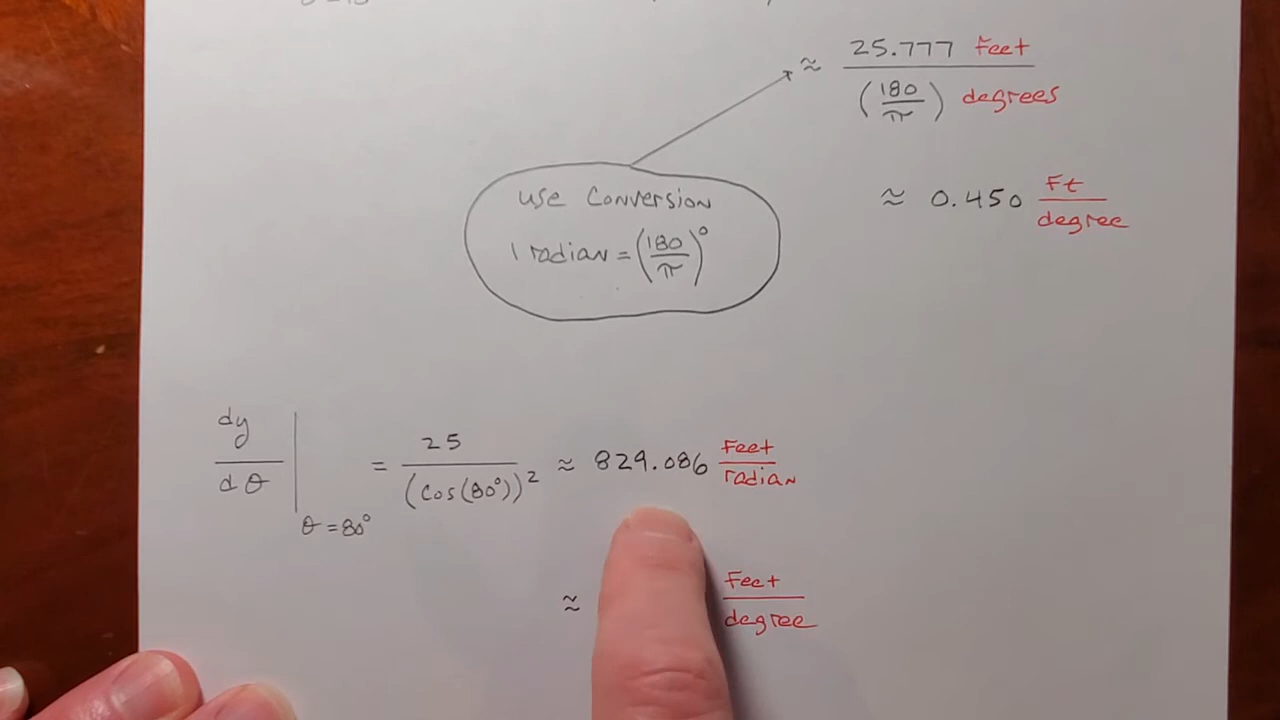 ≈ 25.777 feet / (180/π) degrees
≈ 0.450 ft/degree
use Conversion
1 radian = (180/π)°
dy/dθ |θ=80° = 25/(cos(80°))² ≈ 829.086 feet/radian
≈ feet/degree